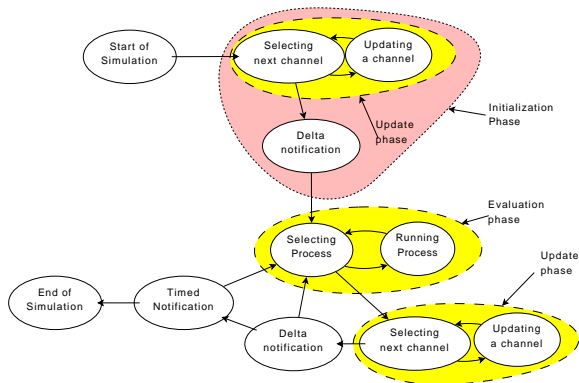 Start of
Simulation
Selecting
next channel
Updating
a channel
Update
phase
Initialization
Phase
Delta
notification
Evaluation
phase
Selecting
Process
Running
Process
Update
phase
End of
Simulation
Timed
Notification
Delta
notification
Selecting
next channel
Updating
a channel